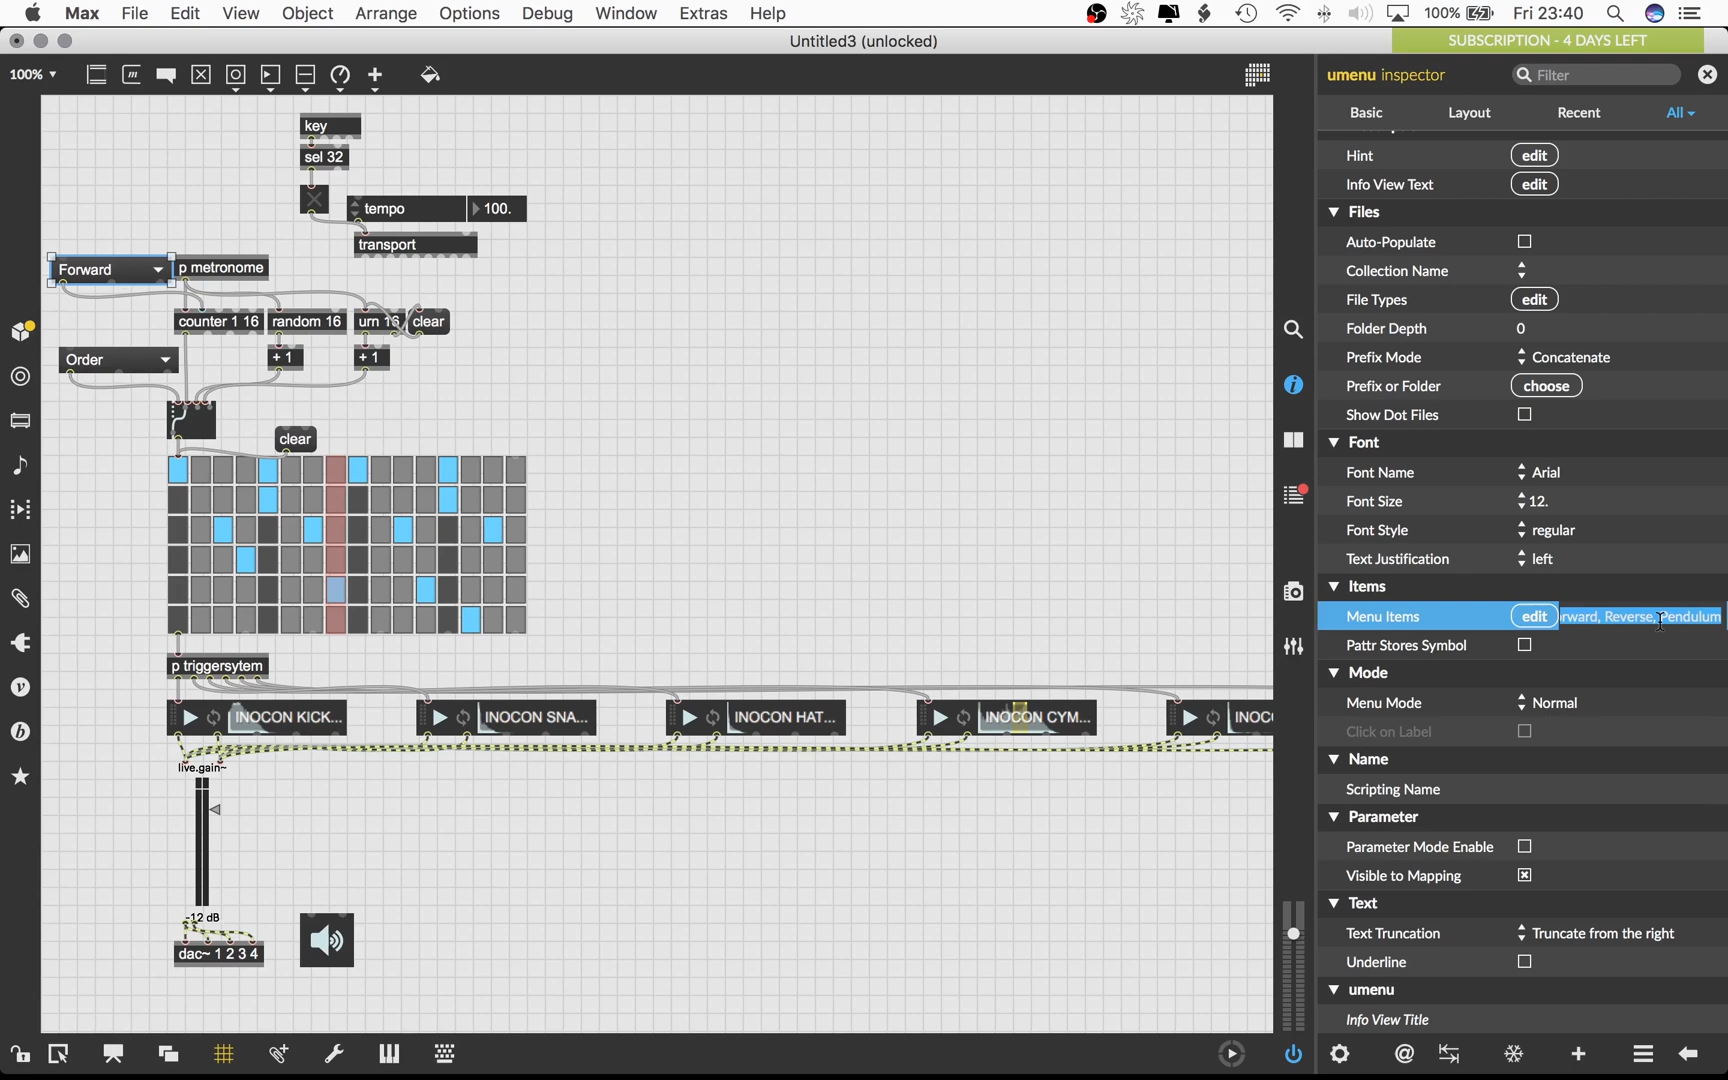 Max File Edit View Object Arrange Options Debug Window Extras Help 100% Fri 23:40
Untitled3 (unlocked)
SUBSCRIPTION - 4 DAYS LEFT
100%
umenu inspector
Filter
Basic Layout Recent All
key
sel 32
tempo 100.
transport
Forward
p metronome
counter 1 16 random 16 urn 16 clear
Order
+ 1 + 1
clear
p triggersytem
INOCON KICK... INOCON SNA... INOCON HAT... INOCON CYM... INOC
live.gain~
-12 dB
dac~ 1 2 3 4
Hint edit
Info View Text edit
Files
Auto-Populate
Collection Name
File Types edit
Folder Depth 0
Prefix Mode Concatenate
Prefix or Folder choose
Show Dot Files
Font
Font Name Arial
Font Size 12.
Font Style regular
Text Justification left
Items
Menu Items edit rward, Reverse, Pendulum
Pattr Stores Symbol
Mode
Menu Mode Normal
Click on Label
Name
Scripting Name
Parameter
Parameter Mode Enable
Visible to Mapping
Text
Text Truncation Truncate from the right
Underline
umenu
Info View Title